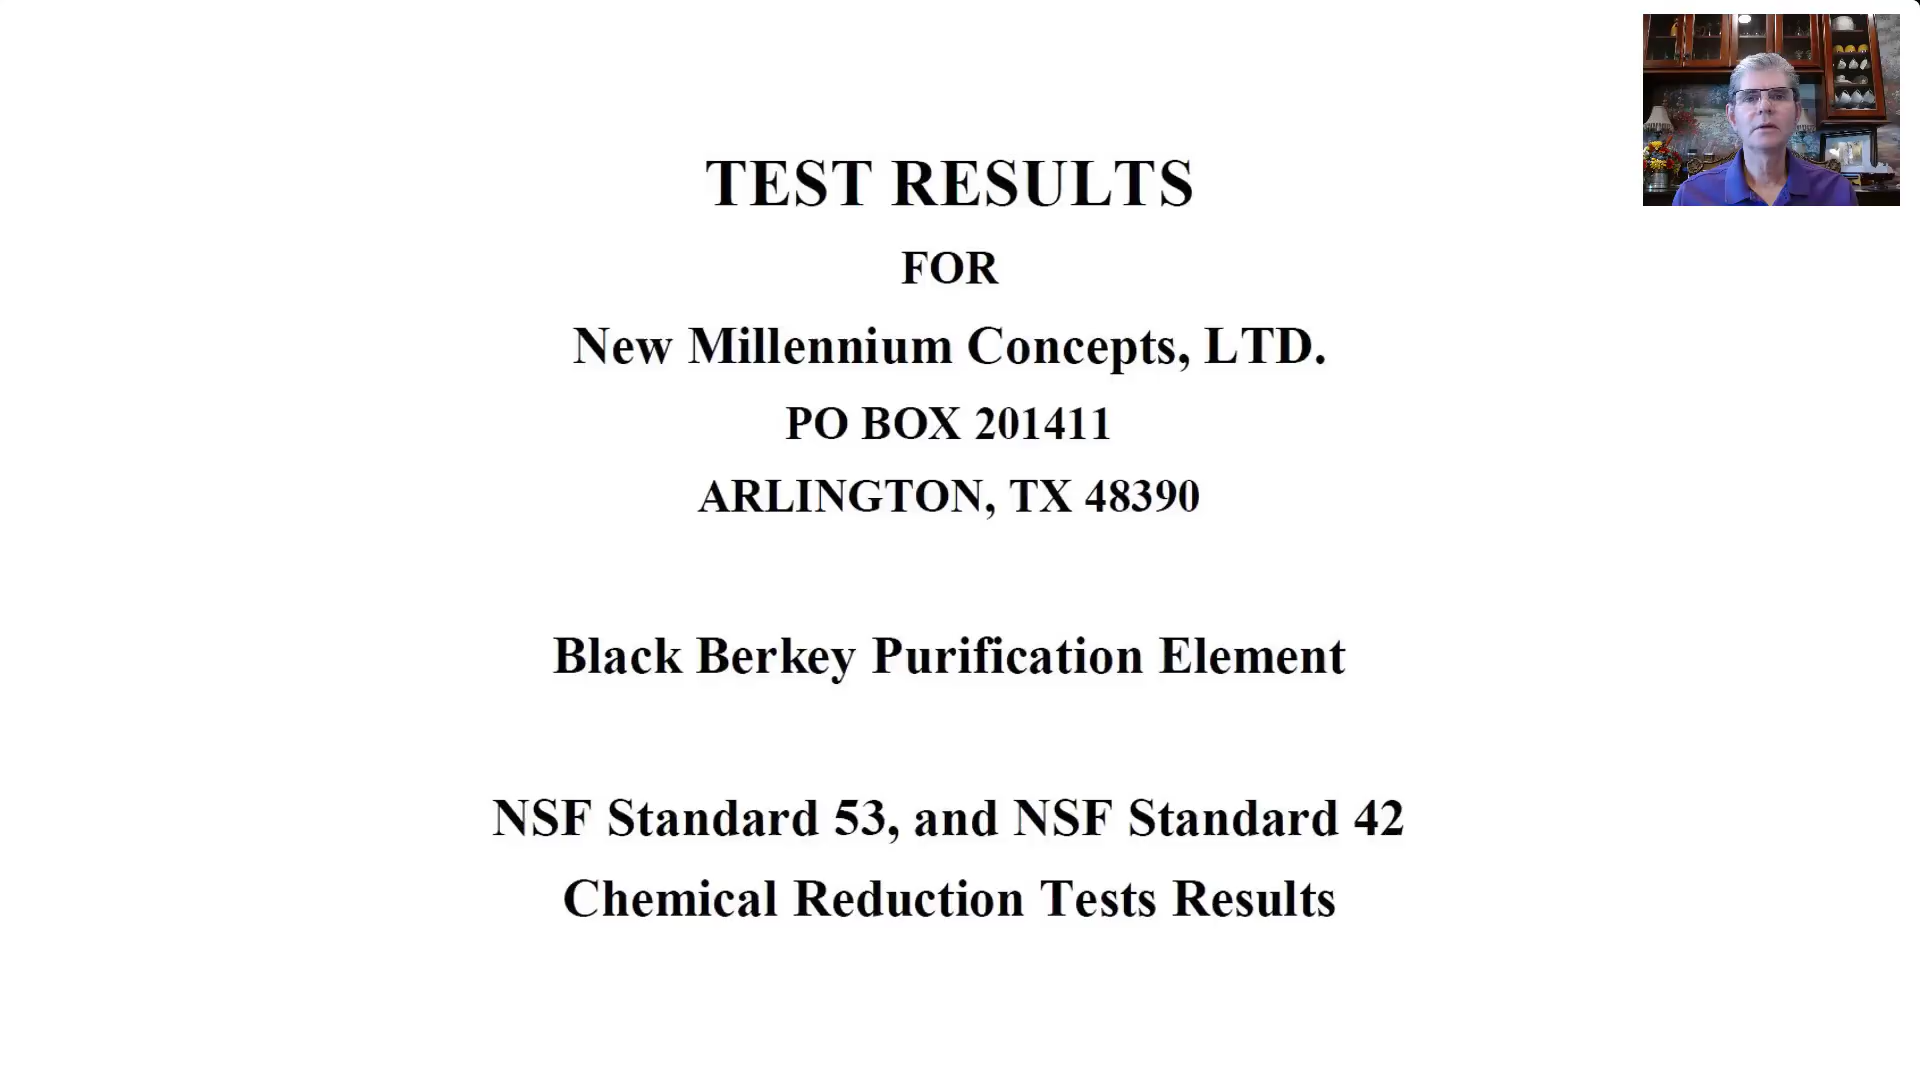 TEST RESULTS
FOR
New Millennium Concepts, LTD.
PO BOX 201411
ARLINGTON, TX 48390
Black Berkey Purification Element
NSF Standard 53, and NSF Standard 42
Chemical Reduction Tests Results